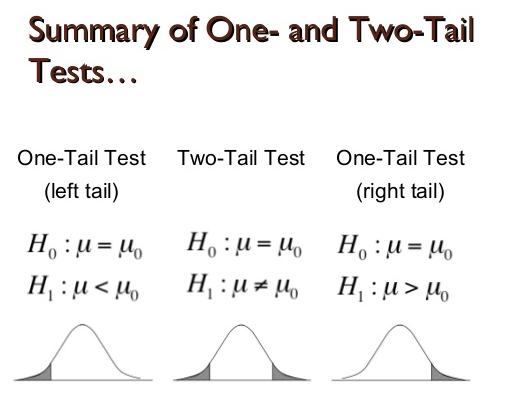 Summary of One- and Two-Tail
Tests…
One-Tail Test
(left tail)
H₀ : μ = μ₀
H₁ : μ < μ₀
Two-Tail Test
H₀ : μ = μ₀
H₁ : μ ≠ μ₀
One-Tail Test
(right tail)
H₀ : μ = μ₀
H₁ : μ > μ₀